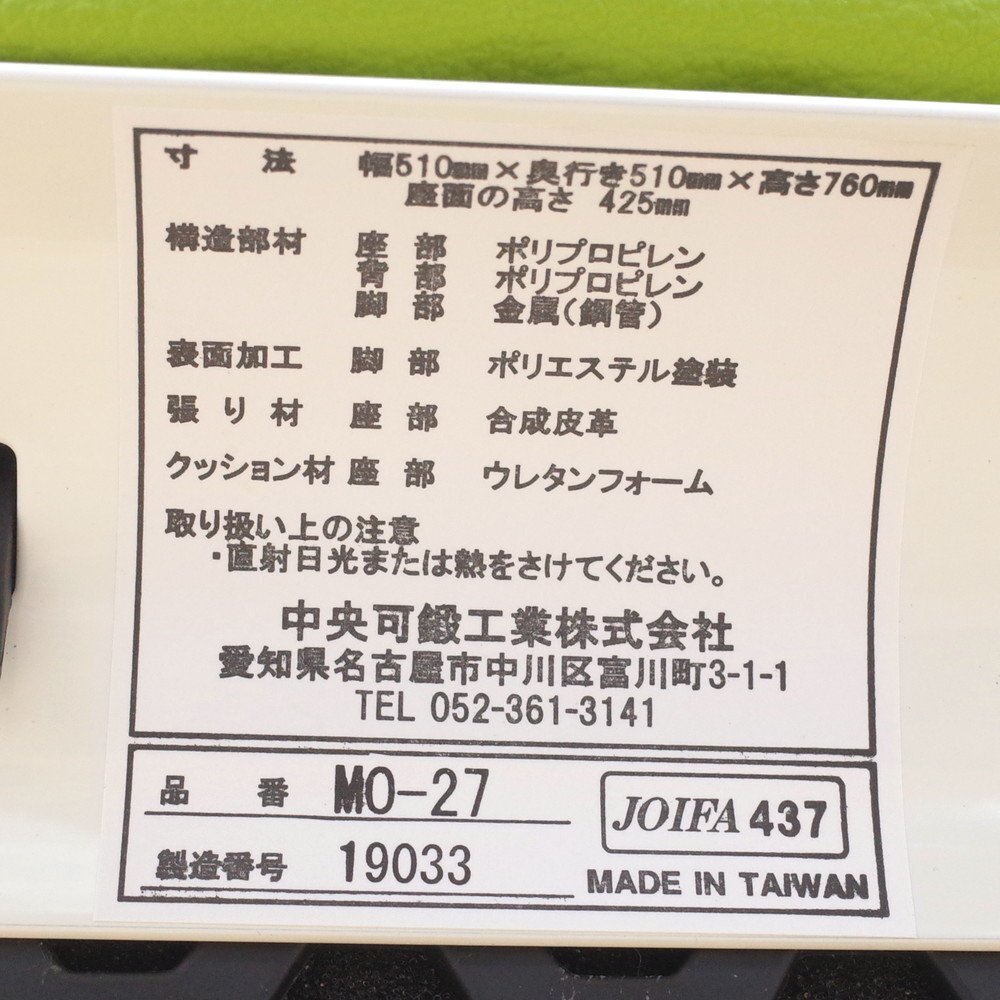 寸 法 幅510㎜×奥行き510㎜×高さ760㎜
座面の高さ 425㎜
構造部材 座 部 ポリプロピレン
背 部 ポリプロピレン
脚 部 金属(鋼管)
表面加工 脚 部 ポリエステル塗装
張 り 材 座 部 合成皮革
クッション材 座 部 ウレタンフォーム
取り扱い上の注意
・直射日光または熱をさけてください。
中央可鍛工業株式会社
愛知県名古屋市中川区富川町3-1-1
TEL 052-361-3141
品 番 MO-27
JOIFA 437
製造番号 19033
MADE IN TAIWAN